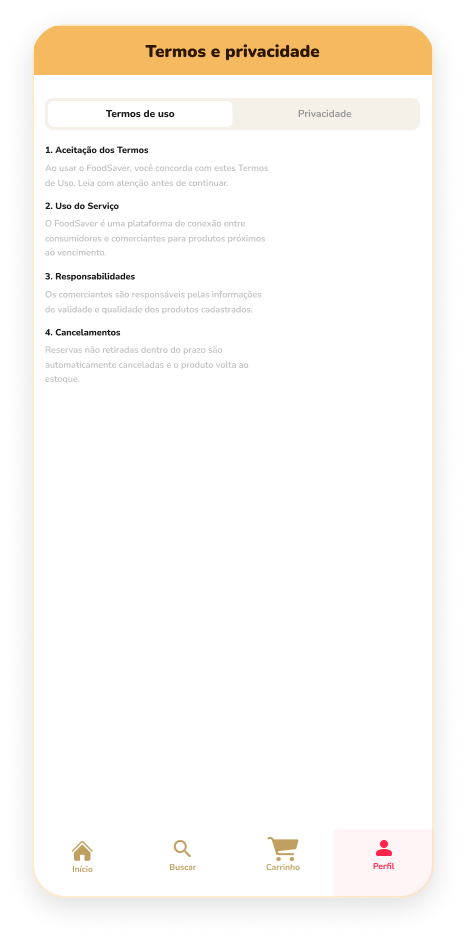 Termos e privacidade
Termos de uso
Privacidade
1. Aceitação dos Termos
Ao usar o FoodSaver, você concorda com estes Termos
de Uso. Leia com atenção antes de continuar.
2. Uso do Serviço
O FoodSaver é uma plataforma de conexão entre
consumidores e comerciantes para produtos próximos
ao vencimento.
3. Responsabilidades
Os comerciantes são responsáveis pelas informações
de validade e qualidade dos produtos cadastrados.
4. Cancelamentos
Reservas não retiradas dentro do prazo são
automaticamente canceladas e o produto volta ao
estoque.
Início
Buscar
Carrinho
Perfil